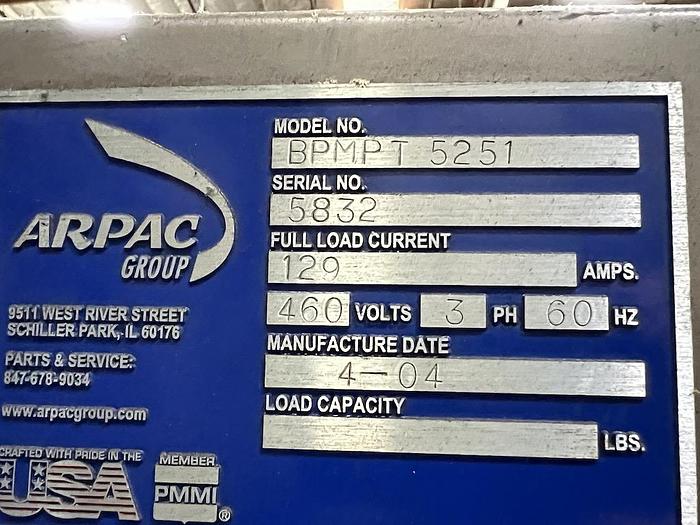 ARPAC
GROUP
9511 WEST RIVER STREET
SCHILLER PARK, IL 60176
PARTS & SERVICE:
847-678-9034
www.arpacgroup.com
CRAFTED WITH PRIDE IN THE
USA
MEMBER
PMMI®
MODEL NO.
BPMPT 5251
SERIAL NO.
5832
FULL LOAD CURRENT
129 AMPS.
460 VOLTS 3 PH 60 HZ
MANUFACTURE DATE
4-04
LOAD CAPACITY
LBS.